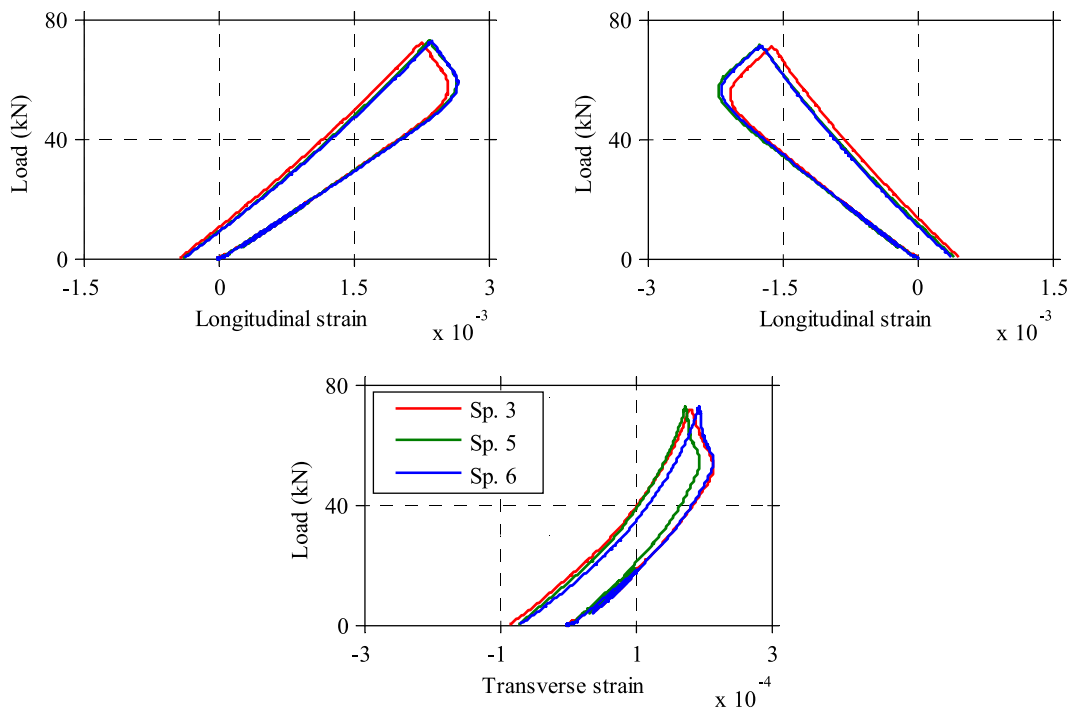 80
40
0
Load (kN)
-1.5
0
1.5
3
Longitudinal strain
x 10⁻³
80
40
0
Load (kN)
-3
-1.5
0
1.5
Longitudinal strain
x 10⁻³
80
40
0
Load (kN)
Sp. 3
Sp. 5
Sp. 6
-3
-1
1
3
Transverse strain
x 10⁻⁴